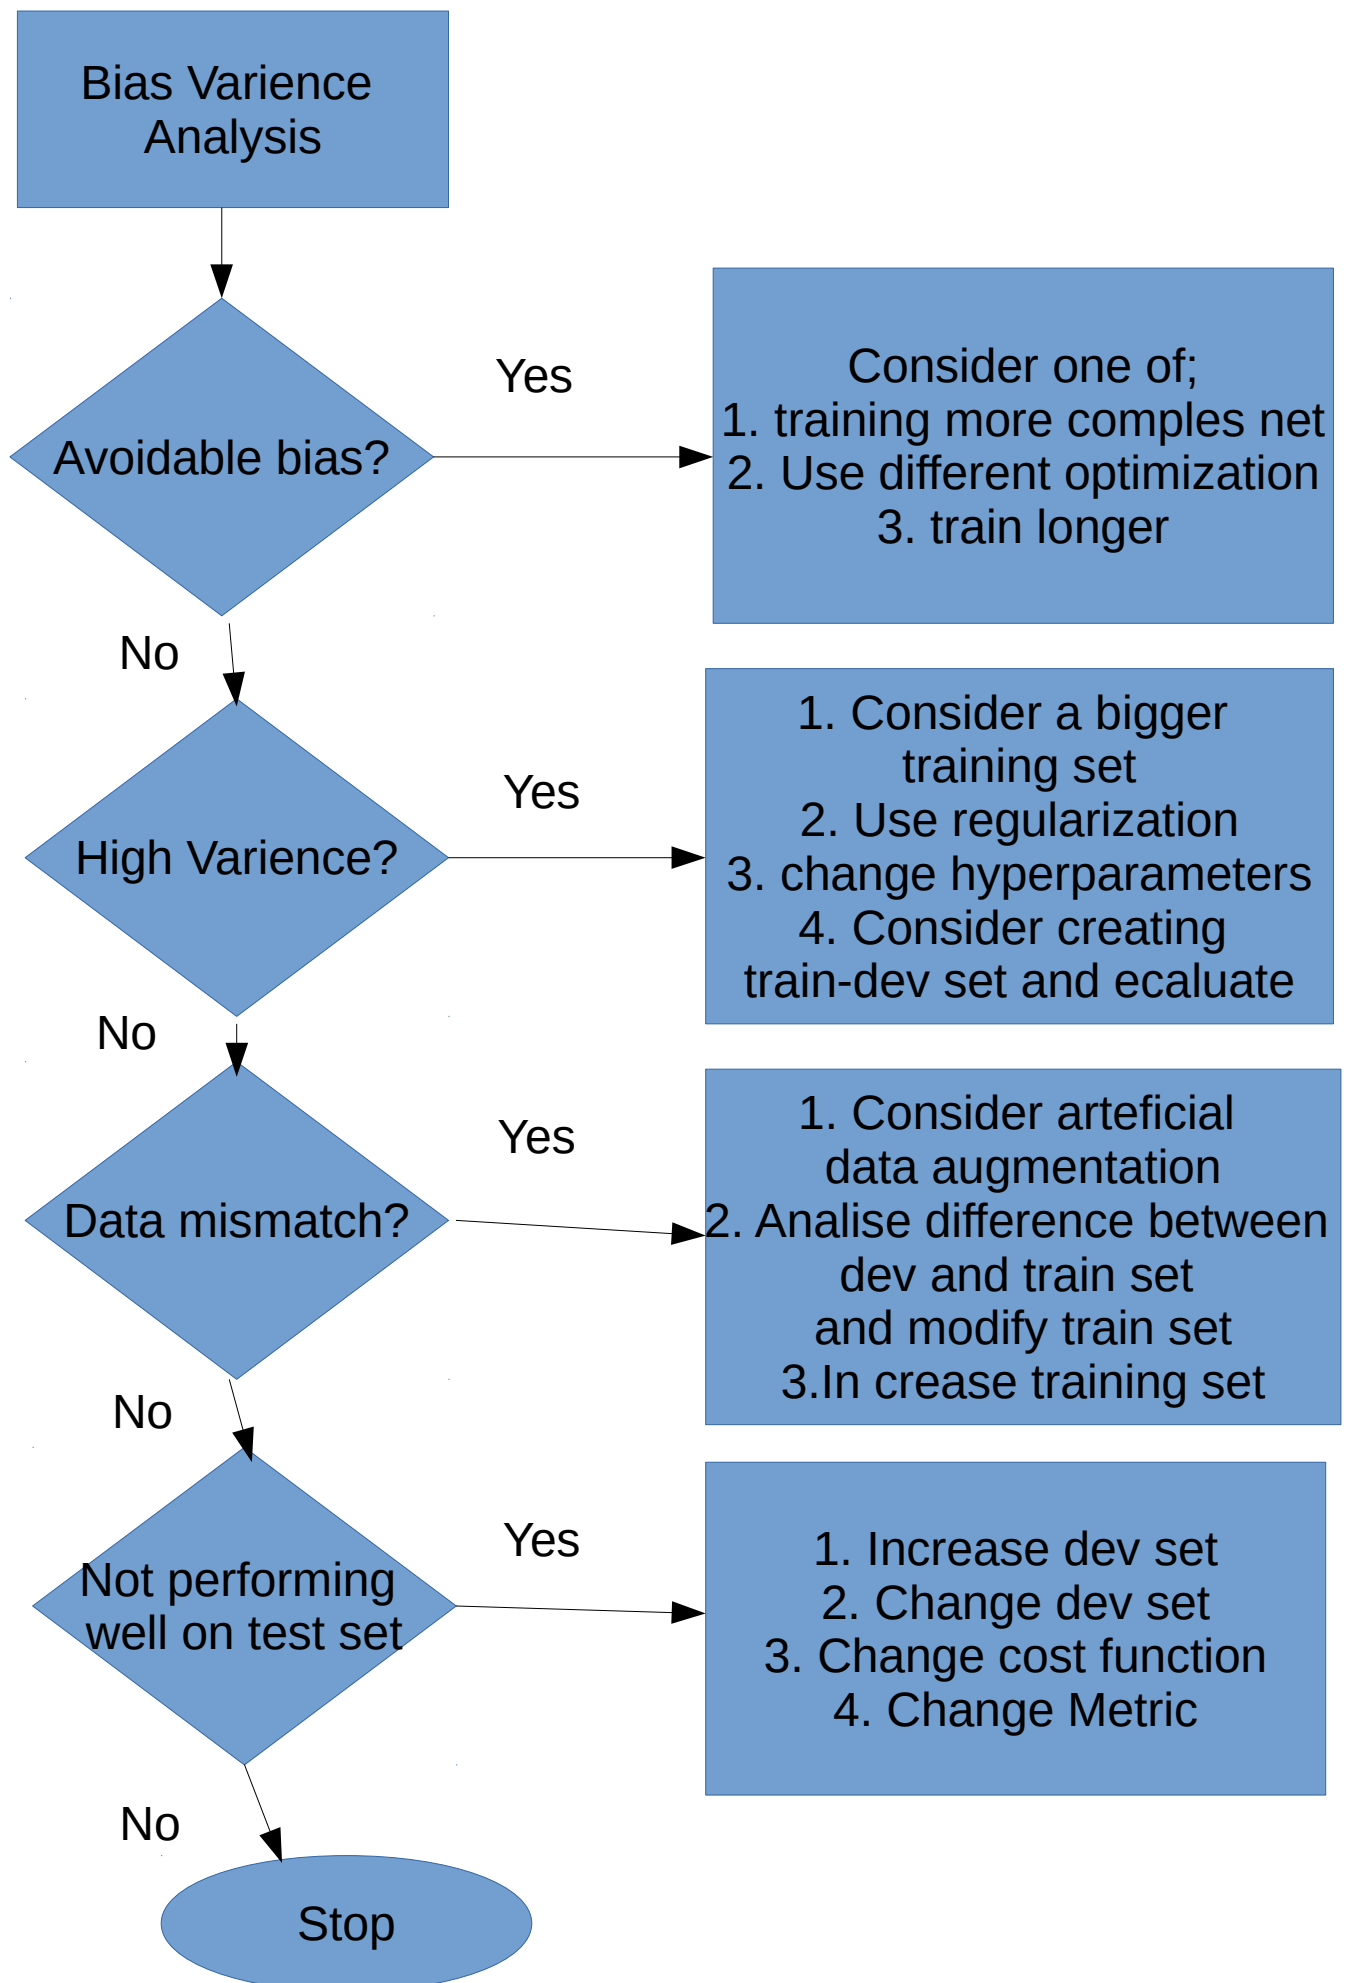 Bias Varience
Analysis
Avoidable bias?
Yes
Consider one of;
1. training more comples net
2. Use different optimization
3. train longer
No
High Varience?
Yes
1. Consider a bigger
training set
2. Use regularization
3. change hyperparameters
4. Consider creating
train-dev set and ecaluate
No
Data mismatch?
Yes
1. Consider arteficial
data augmentation
2. Analise difference between
dev and train set
and modify train set
3.In crease training set
No
Not performing
well on test set
Yes
1. Increase dev set
2. Change dev set
3. Change cost function
4. Change Metric
No
Stop